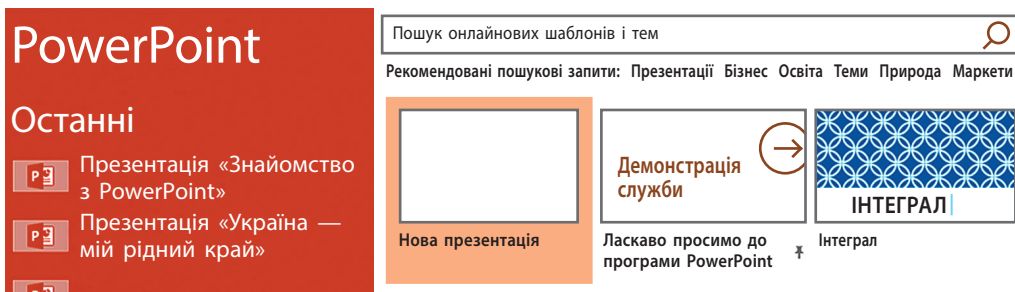 PowerPoint
Останні
Презентація «Знайомство
з PowerPoint»
Презентація «Україна —
мій рідний край»
Пошук онлайнових шаблонів і тем
Рекомендовані пошукові запити: Презентації Бізнес Освіта Теми Природа Маркети
Нова презентація
Демонстрація
служби
Ласкаво просимо до
програми PowerPoint
ІНТЕГРАЛ
Інтеграл